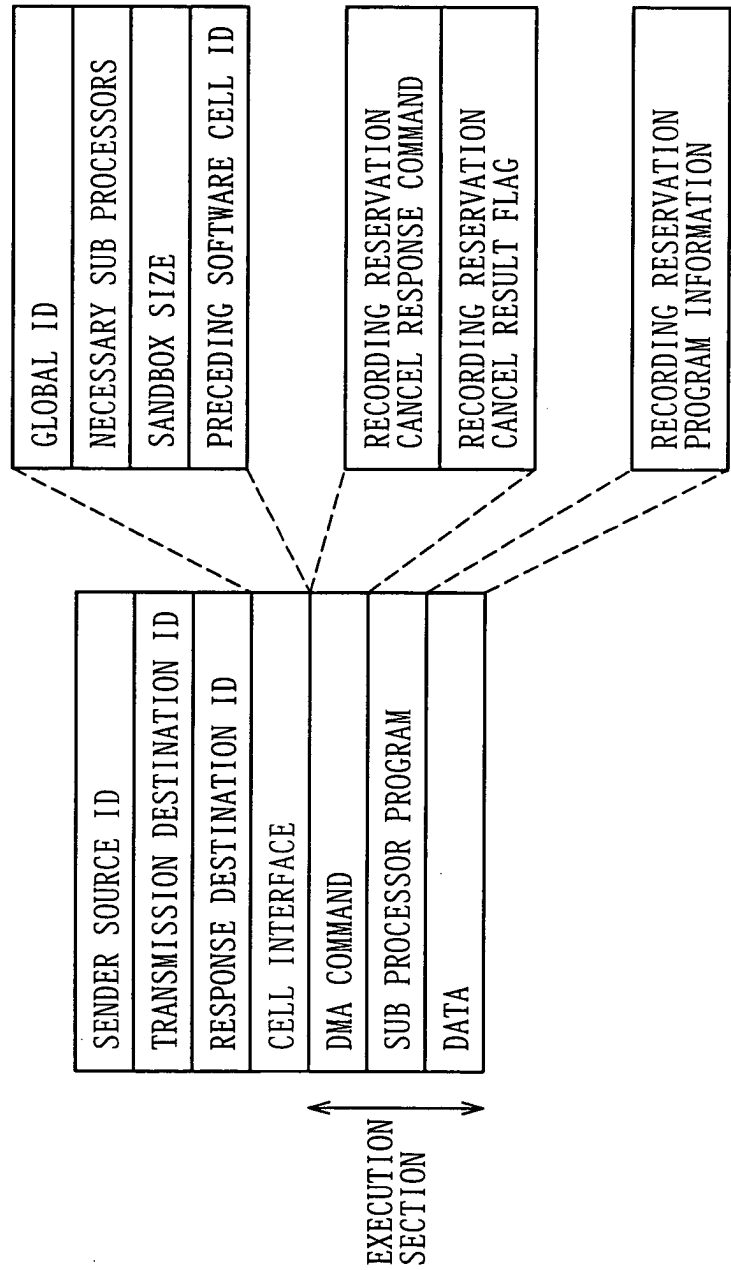 SENDER SOURCE ID
TRANSMISSION DESTINATION ID
RESPONSE DESTINATION ID
CELL INTERFACE
DMA COMMAND
SUB PROCESSOR PROGRAM
DATA
EXECUTION
SECTION
GLOBAL ID
NECESSARY SUB PROCESSORS
SANDBOX SIZE
PRECEDING SOFTWARE CELL ID
RECORDING RESERVATION
CANCEL RESPONSE COMMAND
RECORDING RESERVATION
CANCEL RESULT FLAG
RECORDING RESERVATION
PROGRAM INFORMATION